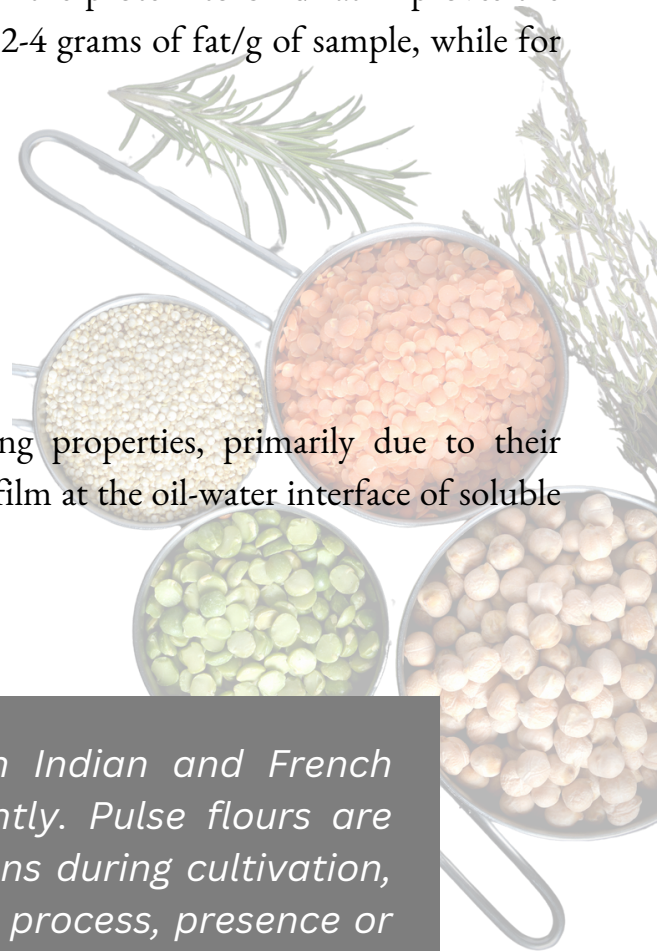 2-4 grams of fat/g of sample, while for
ng properties, primarily due to their
film at the oil-water interface of soluble
n Indian and French
ntly. Pulse flours are
ns during cultivation,
process, presence or